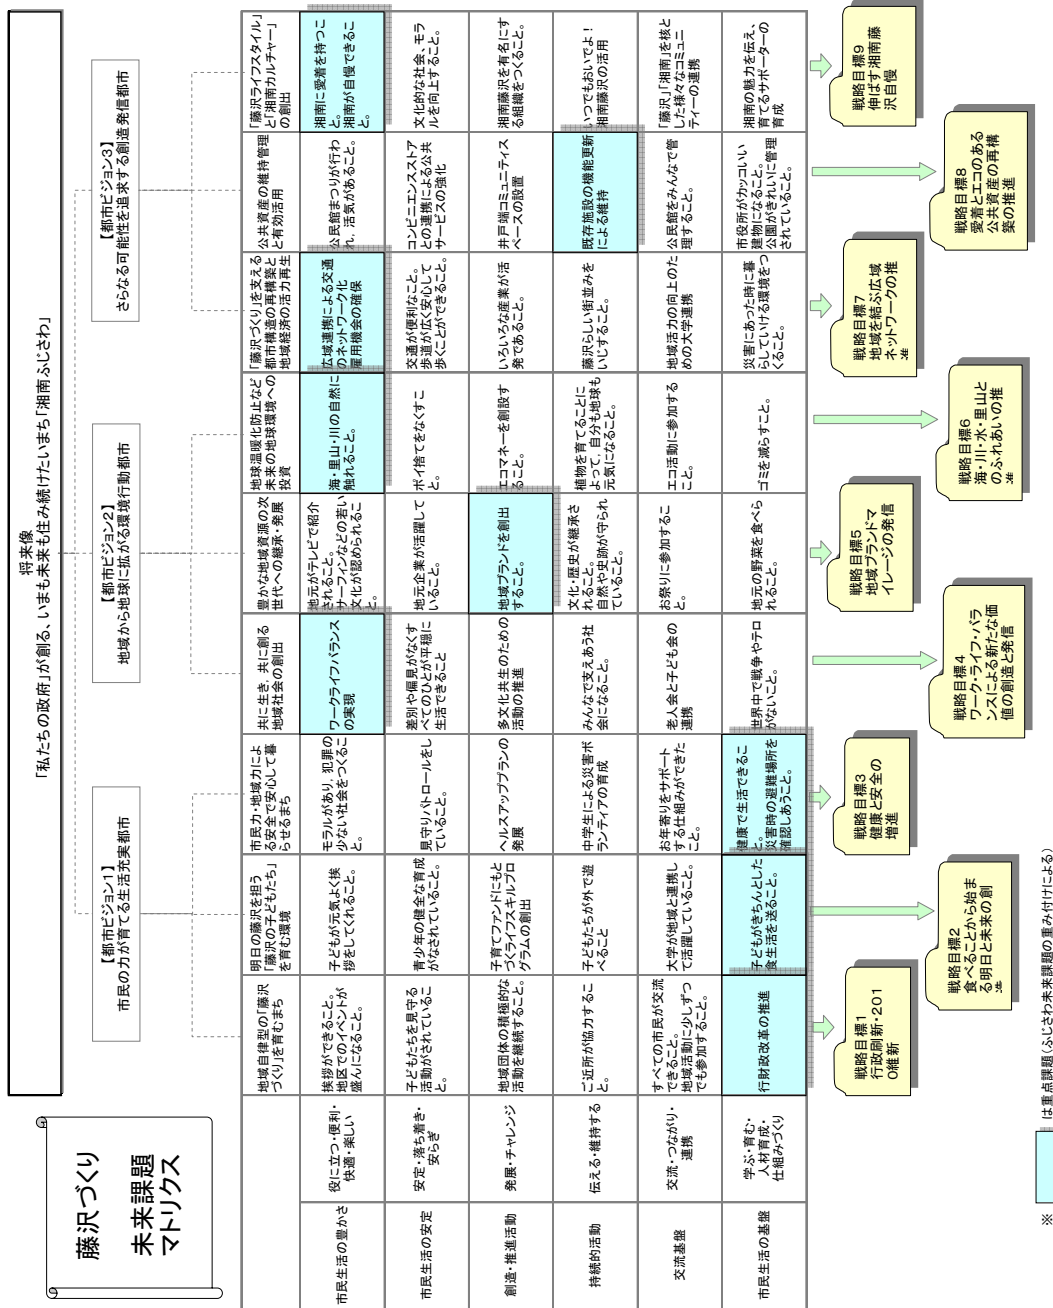 藤沢づくり
未来課題
マトリクス
将来像
「私たちの政府」が創る、いまも未来も住み続けたいまち「湘南ふじさわ」
【都市ビジョン1】
市民の力が育てる生活充実都市
【都市ビジョン2】
地域から地球に拡がる環境行動都市
【都市ビジョン3】
さらなる可能性を追求する創造発信都市
地域自律型の「藤沢
づくり」を育むまち
明日の藤沢を担う
「藤沢の子どもたち」
を育む環境
市民力・地域力によ
る安全で安心して暮
らせるまち
共に生き、共に創る
地域社会の創出
豊かな地域資源の次
世代への継承・発展
地球温暖化防止など
未来の地球環境への
投資
「藤沢づくり」を支える
都市構造の再構築と
地域経済の活力再生
公共資産の維持管理
と有効活用
「藤沢ライフスタイル」
と「湘南カルチャー」
の創出
市民生活の豊かさ
役に立つ・便利・
快適・楽しい
挨拶ができること。
地区でのイベントが
盛んになること。
子どもが元気よく挨
拶をしてくれること。
モラルがあり、犯罪の
少ない社会をつくるこ
と。
ワークライフバランス
の実現
地元がテレビで紹介
されること。
サーフィンなどの若い
文化が認められるこ
と。
海・里山・川の自然に
触れること。
広域連携による交通
のネットワーク化
雇用機会の確保
公民館まつりが行わ
れ、活気があること。
湘南に愛着を持つこ
と。
湘南が自慢できるこ
と。
市民生活の安定
安定・落ち着き・
安らぎ
子どもたちを見守る
活動がされているこ
と。
青少年の健全な育成
がなされていること。
見守りパトロールをし
ていること。
差別や偏見がなくす
べてのひとが平穏に
生活できること
地元企業が活躍して
いること。
ポイ捨てをなくすこ
と。
交通が便利なこと。
歩道が広く安心して
歩くことができること。
コンビニエンスストア
との連携による公共
サービスの強化
文化的な社会、モラ
ルを向上すること。
創造・推進活動
発展・チャレンジ
地域団体の積極的な
活動を継続すること。
子育てファンドにもと
づくライフスキルプロ
グラムの創出
ヘルスアッププランの
発展
多文化共生のための
活動の推進
地域ブランドを創出
すること。
エコマネーを創設す
ること。
いろいろな産業が活
発であること。
井戸端コミュニティス
ペースの設置
湘南藤沢を有名にす
る組織をつくること。
持続的活動
伝える・維持する
ご近所が協力するこ
と。
子どもたちが外で遊
べること
中学生による災害ボ
ランティアの育成
みんなで支えあう社
会になること。
文化・歴史が継承さ
れること。
自然や史跡が守られ
ていること。
植物を育てることに
よって、自分も地球も
元気になること。
藤沢らしい街並みを
いじすること。
既存施設の機能更新
による維持
いつでもおいでよ!
湘南藤沢の活用
交流基盤
交流・つながり・
連携
すべての市民が交流
できること。
地域活動に少しずつ
でも参加すること。
大学が地域と連携し
て活躍していること。
お年寄りをサポート
する仕組みができた
こと。
老人会と子ども会の
連携
お祭りに参加するこ
と。
エコ活動に参加する
こと。
地域活力の向上のた
めの大学連携
公民館をみんなで管
理すること。
「藤沢」「湘南」を核と
した様々なコミュニ
ティーの連携
市民生活の基盤
学ぶ・育む・
人材育成・
仕組みづくり
行財政改革の推進
子どもがきちんとした
食生活を送ること。
健康で生活できるこ
と。
災害時の避難場所を
確認しあうこと。
世界中で戦争やテロ
がないこと。
地元の野菜を食べら
れること。
ゴミを減らすこと。
災害にあった時に暮
らしていける環境をつ
くること。
市役所がカッコいい
建物になること。
公園がきれいに管理
されていること。
湘南の魅力を伝え、
育てるサポーターの
育成
戦略目標1
行政刷新・201
0維新
戦略目標2
食べることから始ま
る明日と未来の創
造
戦略目標3
健康と安全の
増進
戦略目標4
ワーク・ライフ・バラ
ンスによる新たな価
値の創造と発信
戦略目標5
地域ブランドマ
イレージの発信
戦略目標6
海・川・水・里山と
のふれあいの推
進
戦略目標7
地域を結ぶ広域
ネットワークの推
進
戦略目標8
愛着とエコのある
公共資産の再構
築の推進
戦略目標9
伸ばす湘南藤
沢自慢
※ は重点課題(ふじさわ未来課題の重み付けによる)